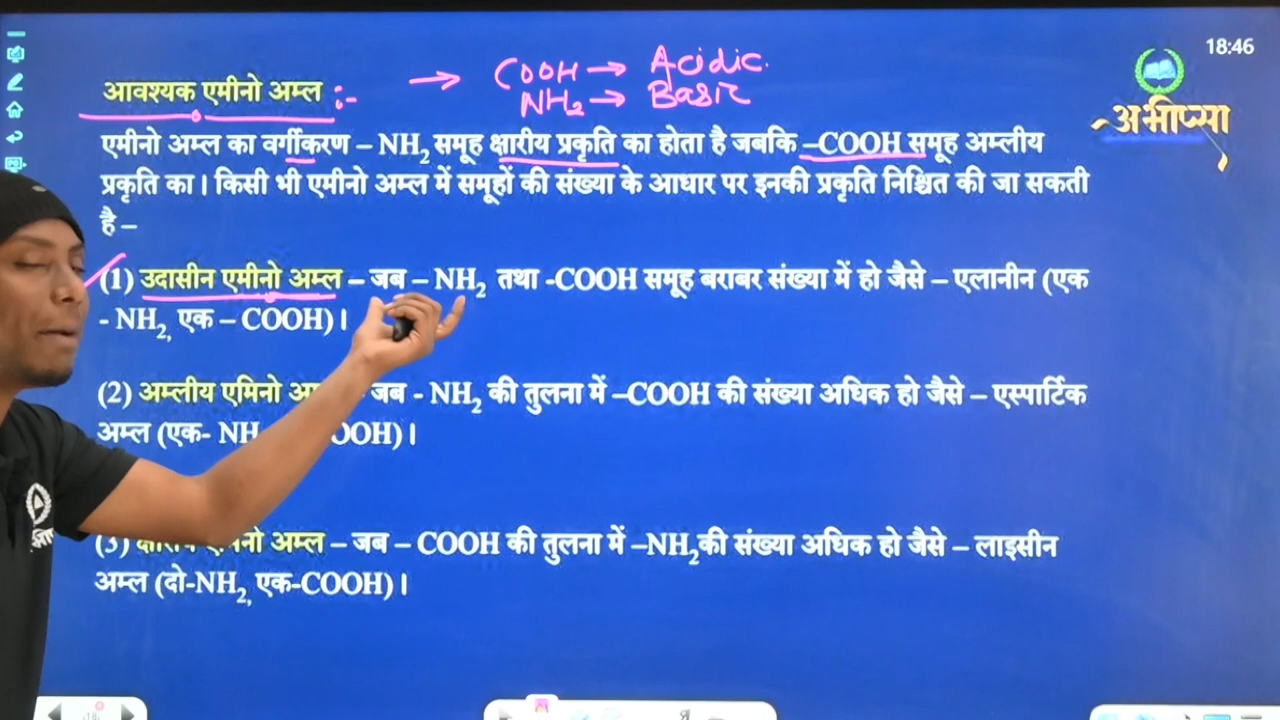 18:46
COOH → Acidic
NH₂ → Basic
आवश्यक एमीनो अम्ल :-
अभीप्सा
एमीनो अम्ल का वर्गीकरण – NH₂ समूह क्षारीय प्रकृति का होता है जबकि –COOH समूह अम्लीय
प्रकृति का। किसी भी एमीनो अम्ल में समूहों की संख्या के आधार पर इनकी प्रकृति निश्चित की जा सकती
है –
(1) उदासीन एमीनो अम्ल – जब – NH₂ तथा -COOH समूह बराबर संख्या में हो जैसे – एलानीन (एक
- NH₂, एक – COOH)।
(2) अम्लीय एमिनो जब - NH₂ की तुलना में –COOH की संख्या अधिक हो जैसे – एस्पार्टिक
अम्ल (एक- NH OOH)।
(3) अम्ल – जब – COOH की तुलना में –NH₂की संख्या अधिक हो जैसे – लाइसीन
अम्ल (दो-NH₂, एक-COOH)।